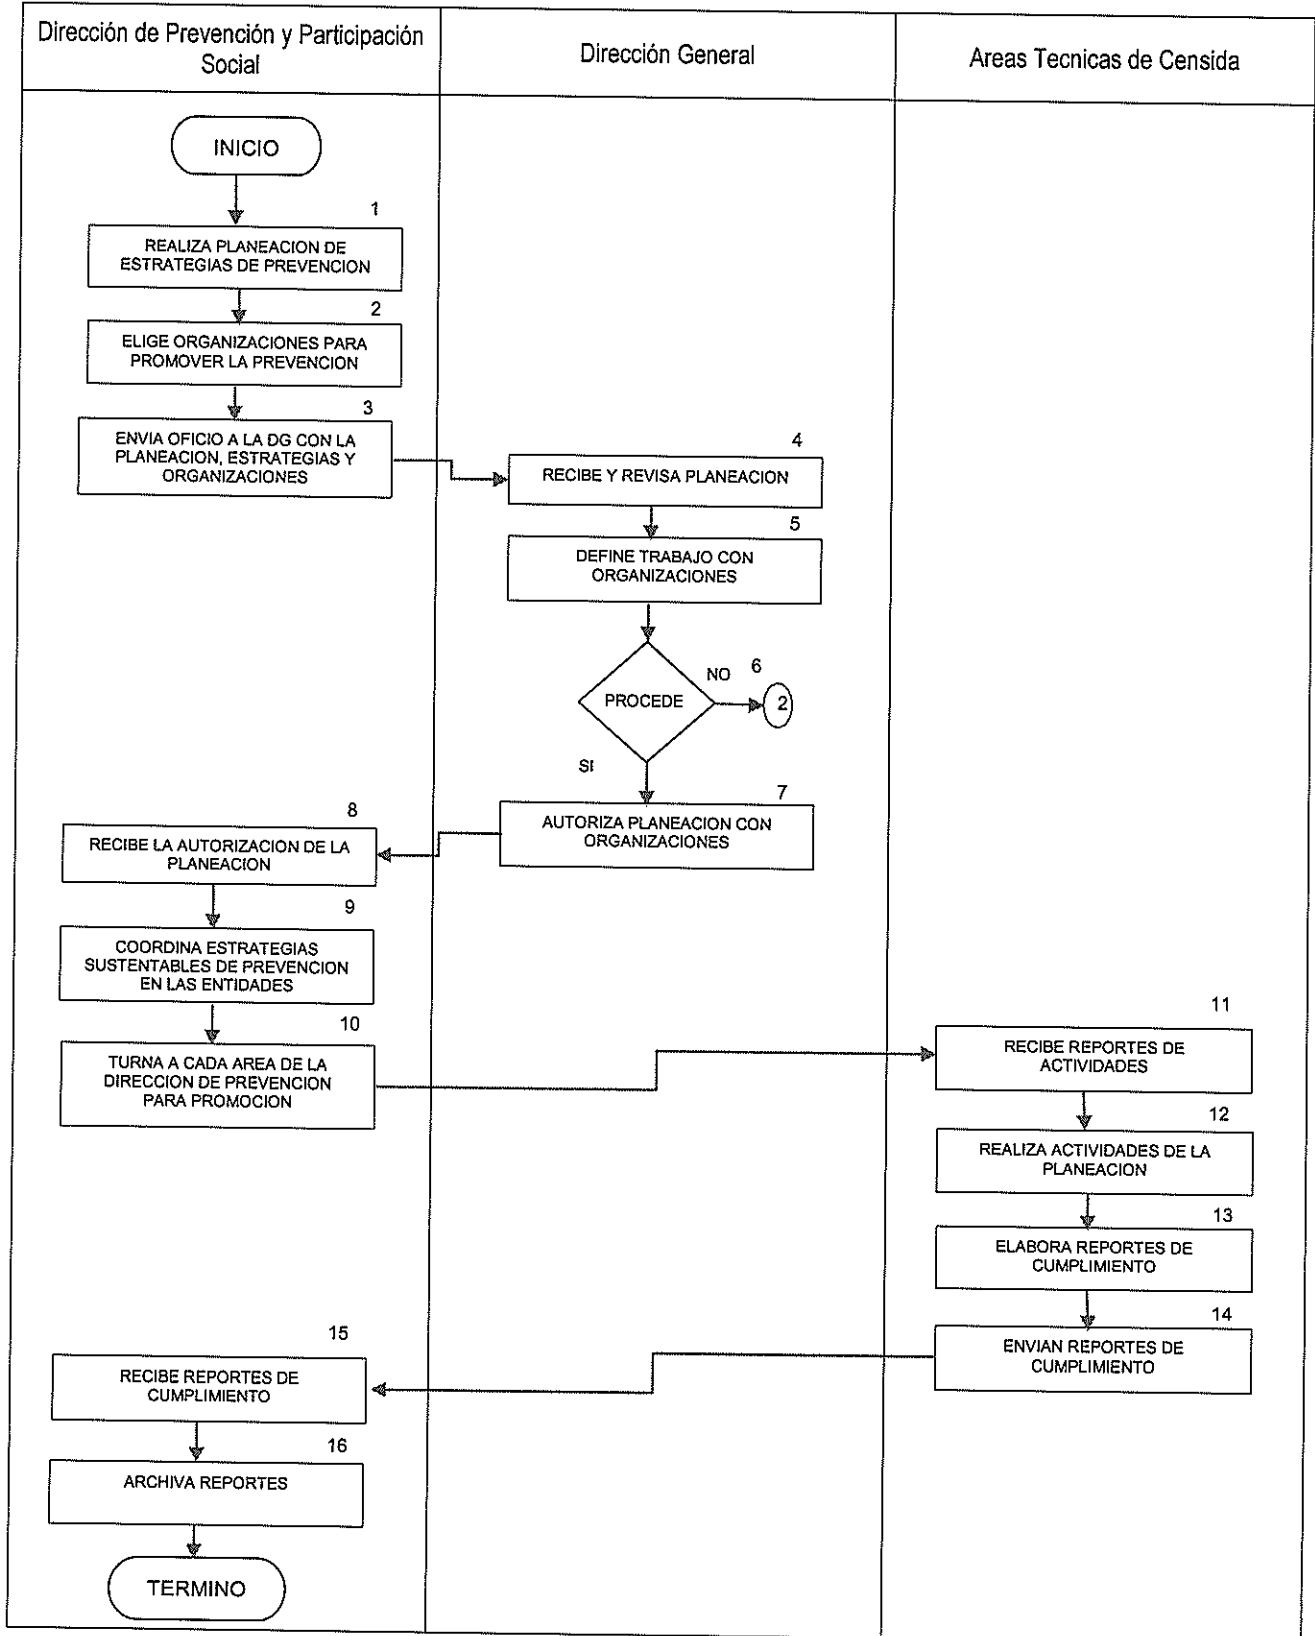 Dirección de Prevención y Participación
Social
Dirección General
Areas Tecnicas de Censida
INICIO
1
REALIZA PLANEACION DE
ESTRATEGIAS DE PREVENCION
2
ELIGE ORGANIZACIONES PARA
PROMOVER LA PREVENCION
3
ENVIA OFICIO A LA DG CON LA
PLANEACION, ESTRATEGIAS Y
ORGANIZACIONES
4
RECIBE Y REVISA PLANEACION
5
DEFINE TRABAJO CON
ORGANIZACIONES
PROCEDE
NO
6
2
SI
7
AUTORIZA PLANEACION CON
ORGANIZACIONES
8
RECIBE LA AUTORIZACION DE LA
PLANEACION
9
COORDINA ESTRATEGIAS
SUSTENTABLES DE PREVENCION
EN LAS ENTIDADES
10
TURNA A CADA AREA DE LA
DIRECCION DE PREVENCION
PARA PROMOCION
11
RECIBE REPORTES DE
ACTIVIDADES
12
REALIZA ACTIVIDADES DE LA
PLANEACION
13
ELABORA REPORTES DE
CUMPLIMIENTO
14
ENVIAN REPORTES DE
CUMPLIMIENTO
15
RECIBE REPORTES DE
CUMPLIMIENTO
16
ARCHIVA REPORTES
TERMINO